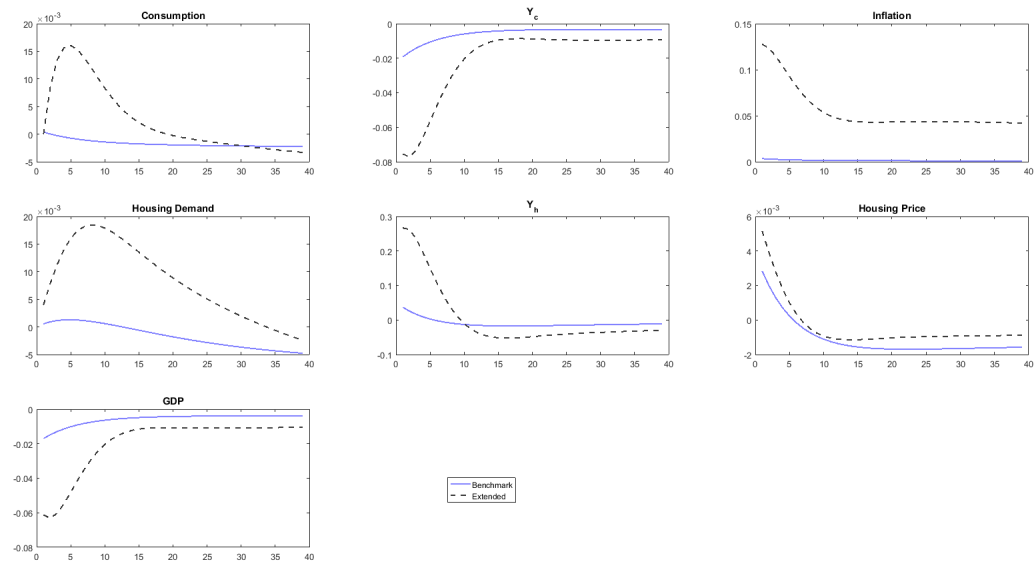 Consumption
×10⁻³
20
15
10
5
0
-5
0 5 10 15 20 25 30 35 40
Y_c
0
-0.02
-0.04
-0.06
-0.08
0 5 10 15 20 25 30 35 40
Inflation
0.15
0.1
0.05
0
0 5 10 15 20 25 30 35 40
Housing Demand
×10⁻³
20
15
10
5
0
-5
0 5 10 15 20 25 30 35 40
Y_h
0.3
0.2
0.1
0
-0.1
0 5 10 15 20 25 30 35 40
Housing Price
×10⁻³
6
4
2
0
-2
0 5 10 15 20 25 30 35 40
GDP
0
-0.02
-0.04
-0.06
-0.08
0 5 10 15 20 25 30 35 40
Benchmark
Extended